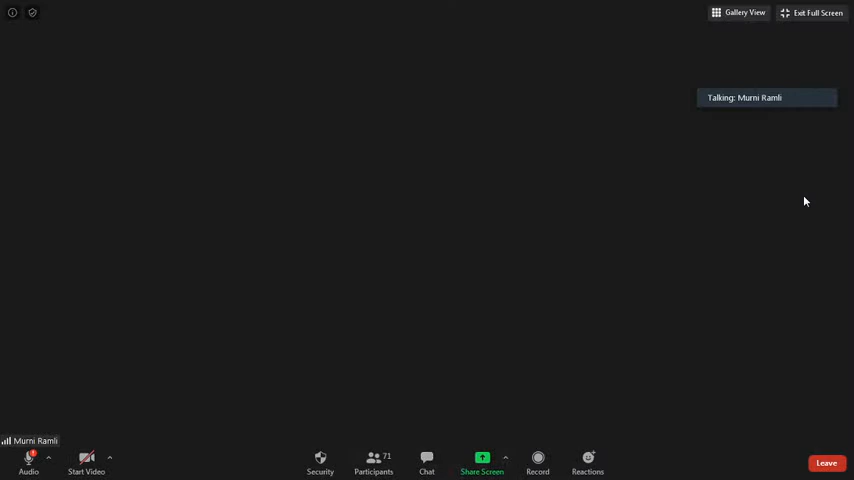 Gallery View
Exit Full Screen
Talking: Murni Ramli
Murni Ramli
Audio
Start Video
Security
71
Participants
Chat
Share Screen
Record
Reactions
Leave